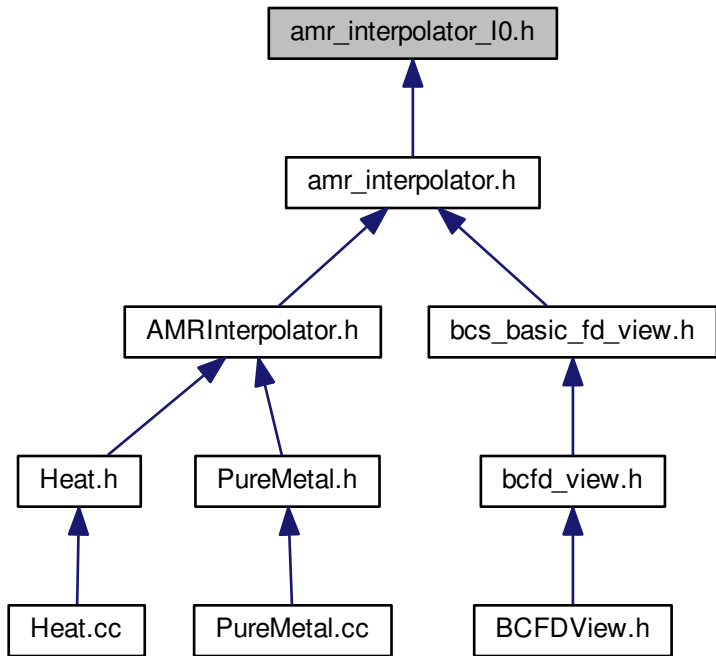 amr_interpolator_I0.h
amr_interpolator.h
AMRInterpolator.h
bcs_basic_fd_view.h
Heat.h
PureMetal.h
bcfd_view.h
Heat.cc
PureMetal.cc
BCFDView.h